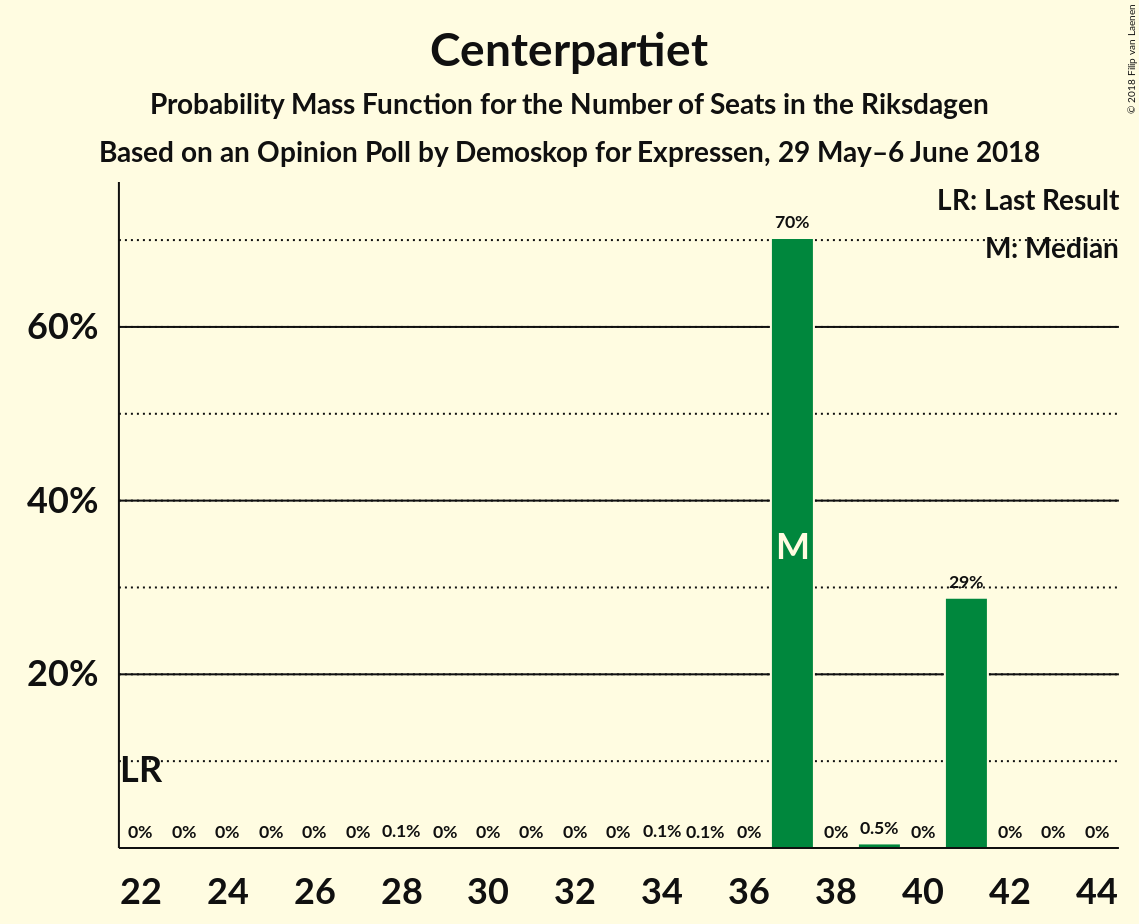 Centerpartiet
Probability Mass Function for the Number of Seats in the Riksdagen
Based on an Opinion Poll by Demoskop for Expressen, 29 May–6 June 2018
© 2018 Filip van Laenen
LR: Last Result
M: Median
60%
40%
20%
70%
M
29%
LR
0% 0% 0% 0% 0% 0% 0.1% 0% 0% 0% 0% 0% 0.1% 0.1% 0% 0% 0.5% 0% 0% 0% 0%
22 24 26 28 30 32 34 36 38 40 42 44